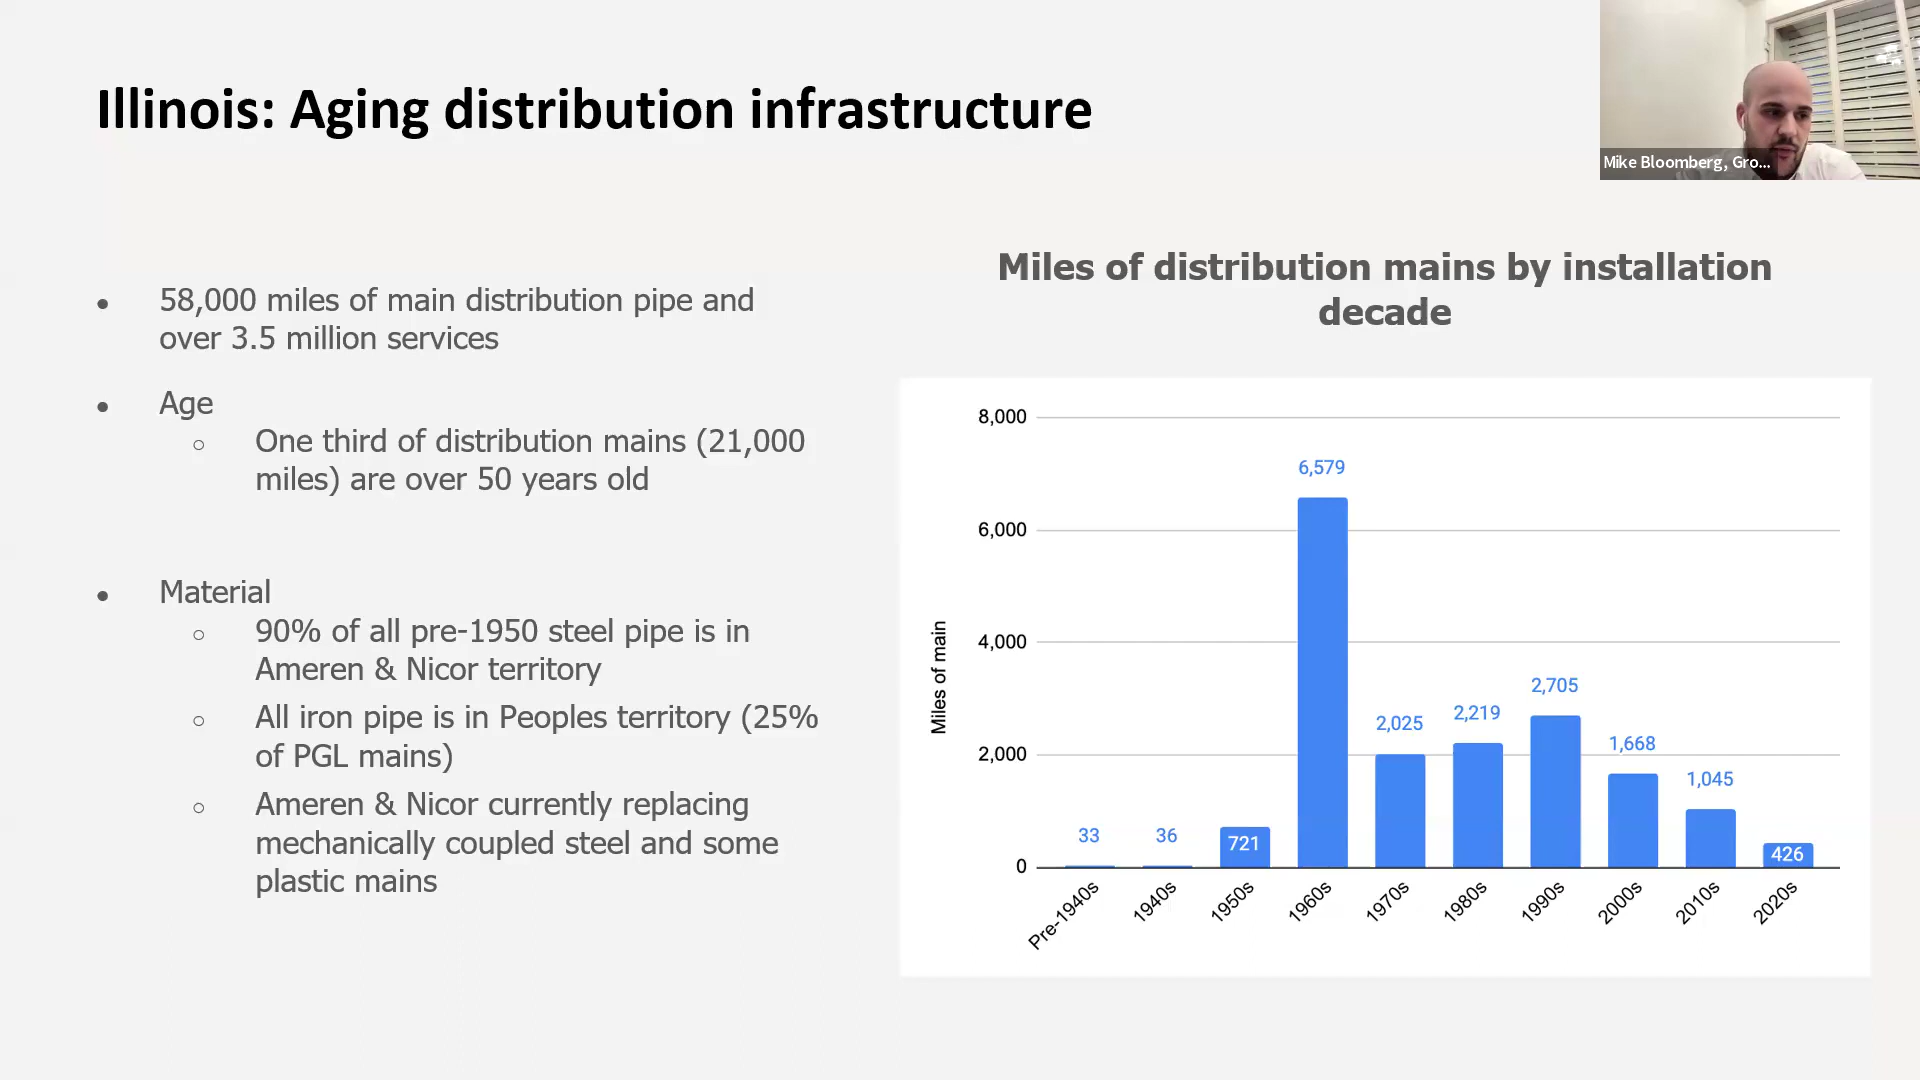 Illinois: Aging distribution infrastructure
Mike Bloomberg, Gro...
• 58,000 miles of main distribution pipe and
over 3.5 million services
• Age
○ One third of distribution mains (21,000
miles) are over 50 years old
• Material
○ 90% of all pre-1950 steel pipe is in
Ameren & Nicor territory
○ All iron pipe is in Peoples territory (25%
of PGL mains)
○ Ameren & Nicor currently replacing
mechanically coupled steel and some
plastic mains
Miles of distribution mains by installation
decade
Miles of main
8,000
6,000
4,000
2,000
0
33
36
721
6,579
2,025
2,219
2,705
1,668
1,045
426
Pre-1940s
1940s
1950s
1960s
1970s
1980s
1990s
2000s
2010s
2020s